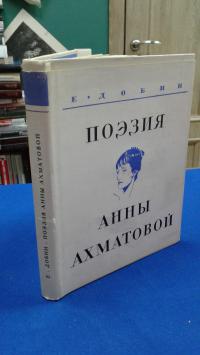 Е•ДОБИН
ПОЭЗИЯ
АННЫ
АХМАТОВОЙ
Е. ДОБИН • ПОЭЗИЯ АННЫ АХМАТОВОЙ